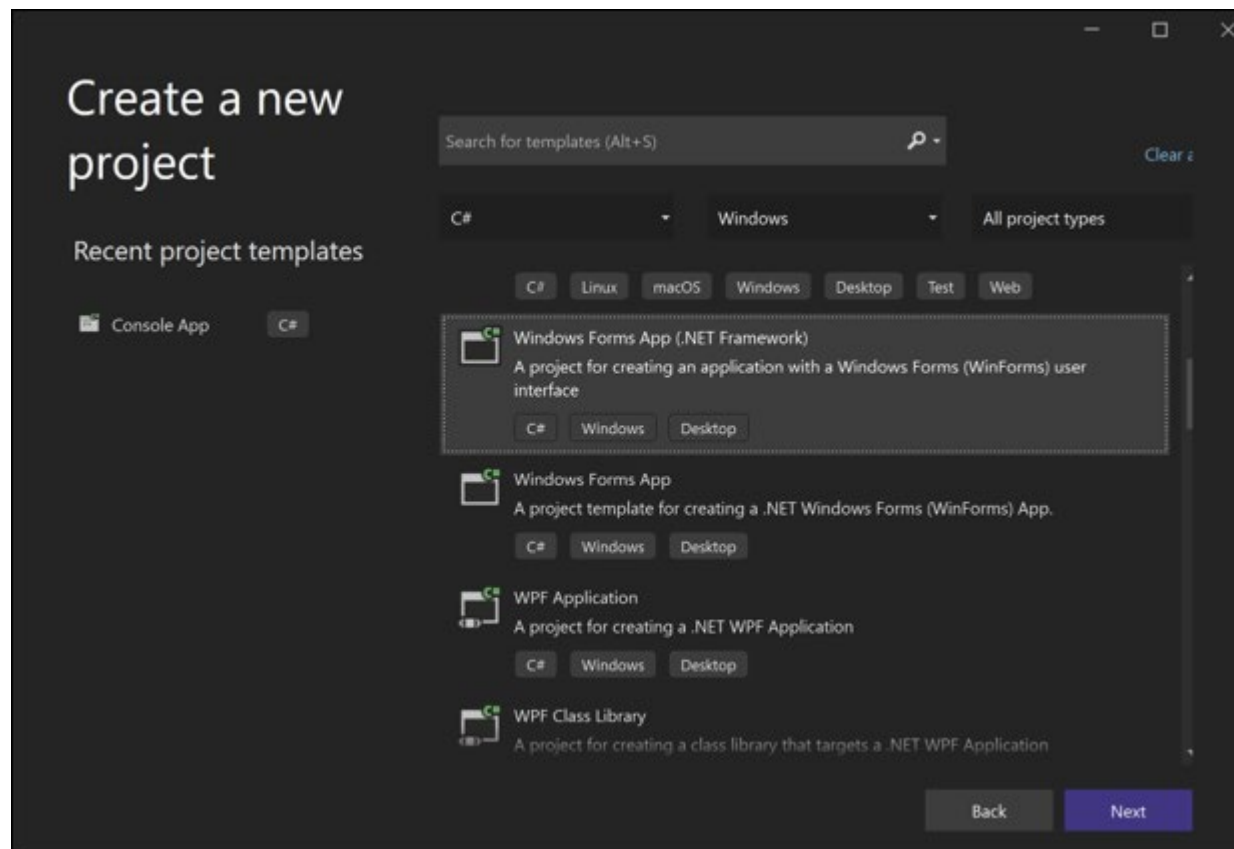 Create a new
project
Search for templates (Alt+S)
Clear a
C#
Windows
All project types
Recent project templates
Console App
C#
C# Linux macOS Windows Desktop Test Web
Windows Forms App (.NET Framework)
A project for creating an application with a Windows Forms (WinForms) user
interface
C# Windows Desktop
Windows Forms App
A project template for creating a .NET Windows Forms (WinForms) App.
C# Windows Desktop
WPF Application
A project for creating a .NET WPF Application
C# Windows Desktop
WPF Class Library
A project for creating a class library that targets a .NET WPF Application
Back
Next